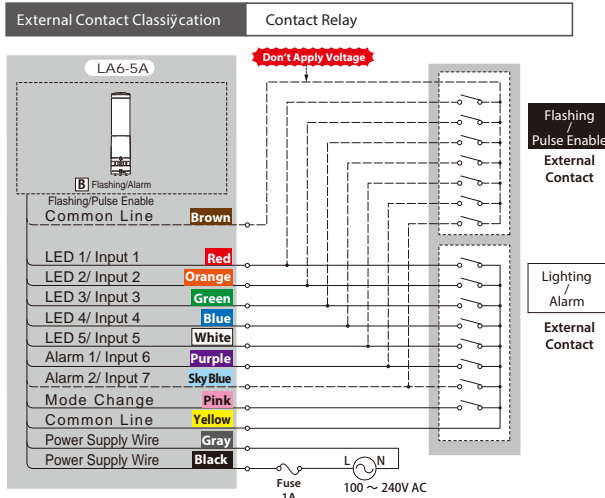 External Contact Classiÿcation Contact Relay
Don't Apply Voltage
LA6-5A
B Flashing/Alarm
Flashing/Pulse Enable
Common Line Brown
LED 1/ Input 1 Red
LED 2/ Input 2 Orange
LED 3/ Input 3 Green
LED 4/ Input 4 Blue
LED 5/ Input 5 White
Alarm 1/ Input 6 Purple
Alarm 2/ Input 7 Sky Blue
Mode Change Pink
Common Line Yellow
Power Supply Wire Gray
Power Supply Wire Black
Fuse
1A
L N
100 ～ 240V AC
Flashing
/
Pulse Enable
External
Contact
Lighting
/
Alarm
External
Contact